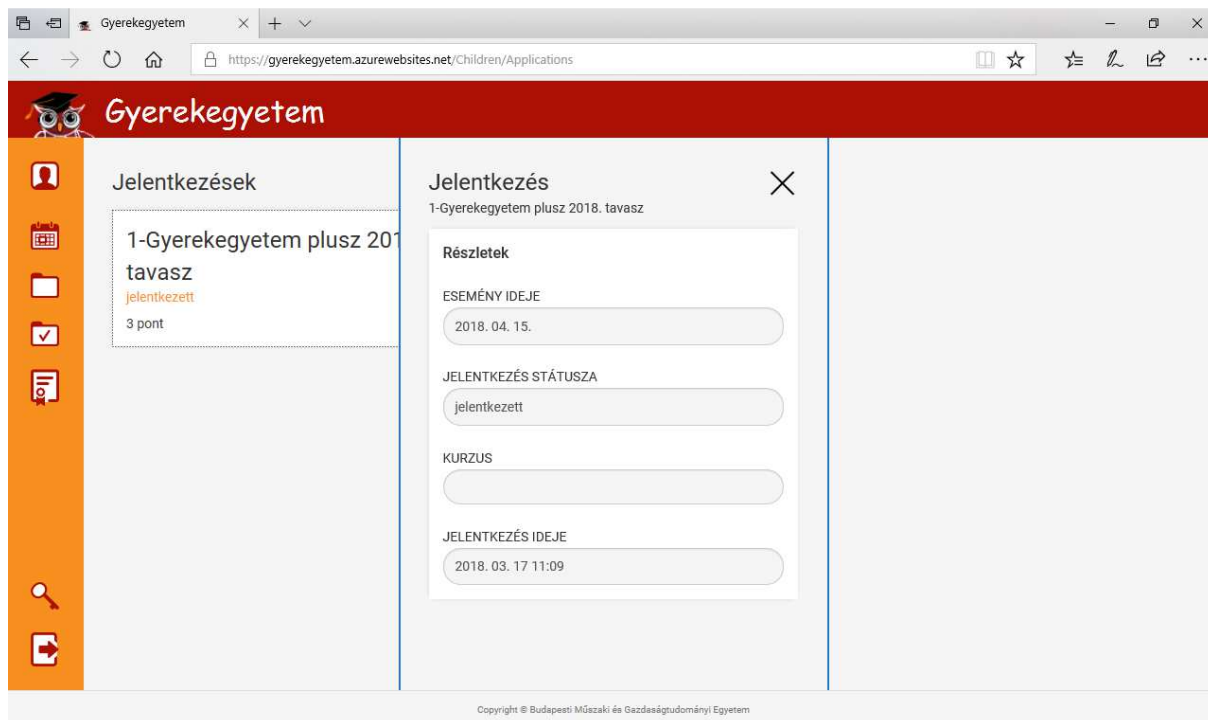 Gyerekegyetem
https://gyerekegyetem.azurewebsites.net/Children/Applications
Gyerekegyetem
Jelentkezések
1-Gyerekegyetem plusz 201
tavasz
jelentkezett
3 pont
Jelentkezés
1-Gyerekegyetem plusz 2018. tavasz
Részletek
ESEMÉNY IDEJE
2018. 04. 15.
JELENTKEZÉS STÁTUSZA
jelentkezett
KURZUS
JELENTKEZÉS IDEJE
2018. 03. 17 11:09
Copyright © Budapesti Műszaki és Gazdaságtudományi Egyetem